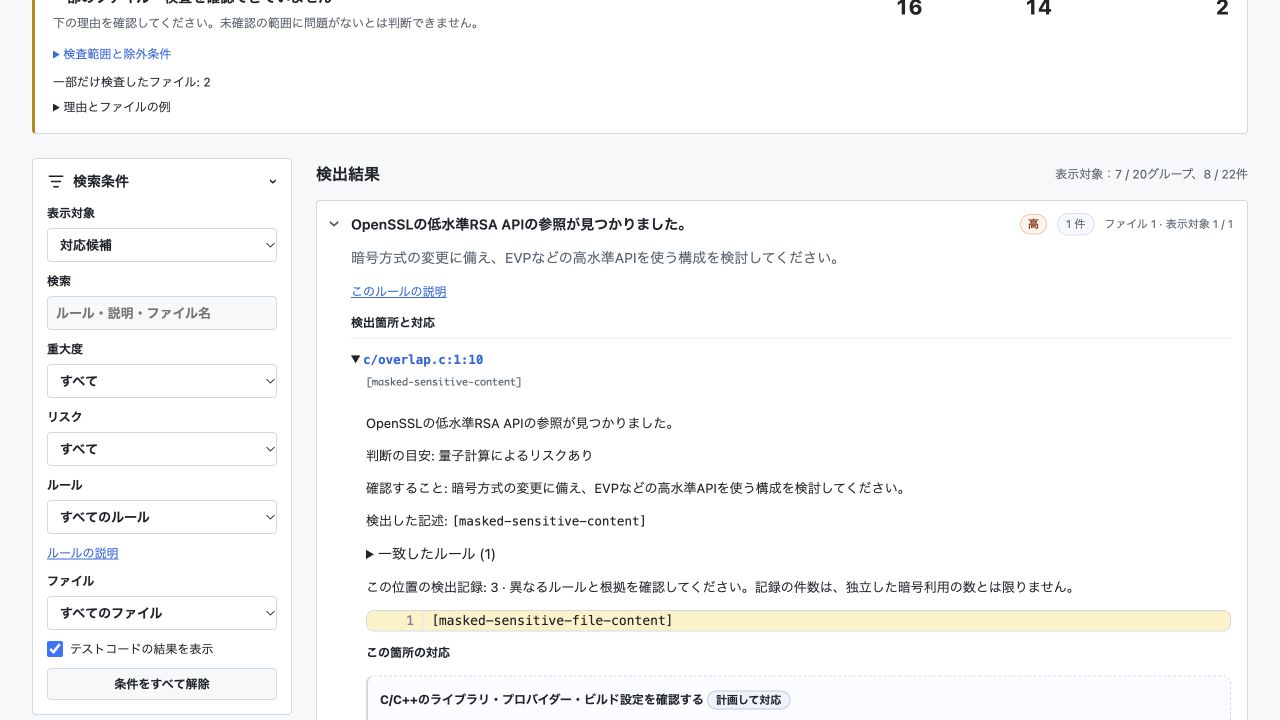 16 14 2
下の理由を確認してください。未確認の範囲に問題がないとは判断できません。
▶ 検査範囲と除外条件
一部だけ検査したファイル: 2
▶ 理由とファイルの例
検索条件
表示対象
対応候補
検索
ルール・説明・ファイル名
重大度
すべて
リスク
すべて
ルール
すべてのルール
ルールの説明
ファイル
すべてのファイル
テストコードの結果を表示
条件をすべて解除
検出結果
表示対象：7 / 20グループ、8 / 22件
OpenSSLの低水準RSA APIの参照が見つかりました。
高 1 件 ファイル 1 · 表示対象 1 / 1
暗号方式の変更に備え、EVPなどの高水準APIを使う構成を検討してください。
このルールの説明
検出箇所と対応
▼ c/overlap.c:1:10
[masked-sensitive-content]
OpenSSLの低水準RSA APIの参照が見つかりました。
判断の目安: 量子計算によるリスクあり
確認すること: 暗号方式の変更に備え、EVPなどの高水準APIを使う構成を検討してください。
検出した記述: [masked-sensitive-content]
▶ 一致したルール (1)
この位置の検出記録: 3 · 異なるルールと根拠を確認してください。記録の件数は、独立した暗号利用の数とは限りません。
1 [masked-sensitive-file-content]
この箇所の対応
C/C++のライブラリ・プロバイダー・ビルド設定を確認する 計画して対応